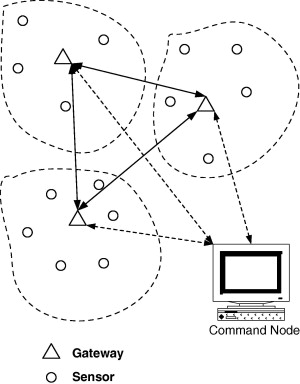 Command Node
Gateway
Sensor